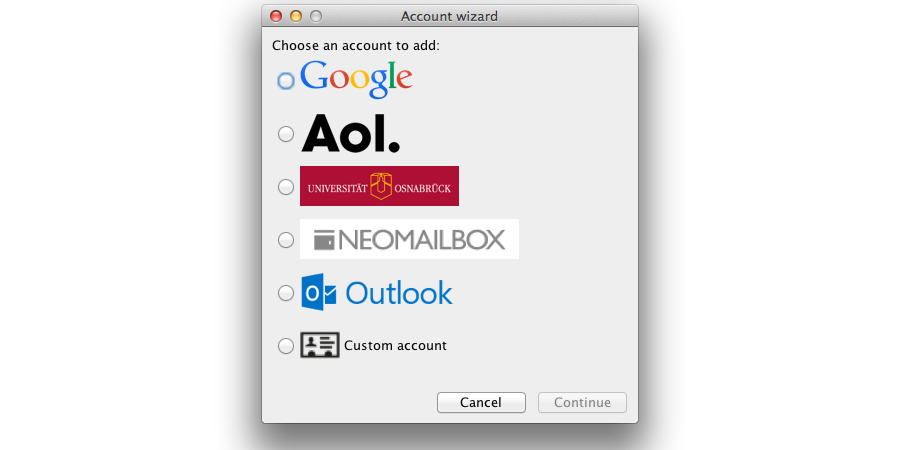 Account wizard
Choose an account to add:
Google
Aol.
UNIVERSITÄT OSNABRÜCK
NEOMAILBOX
Outlook
Custom account
Cancel Continue